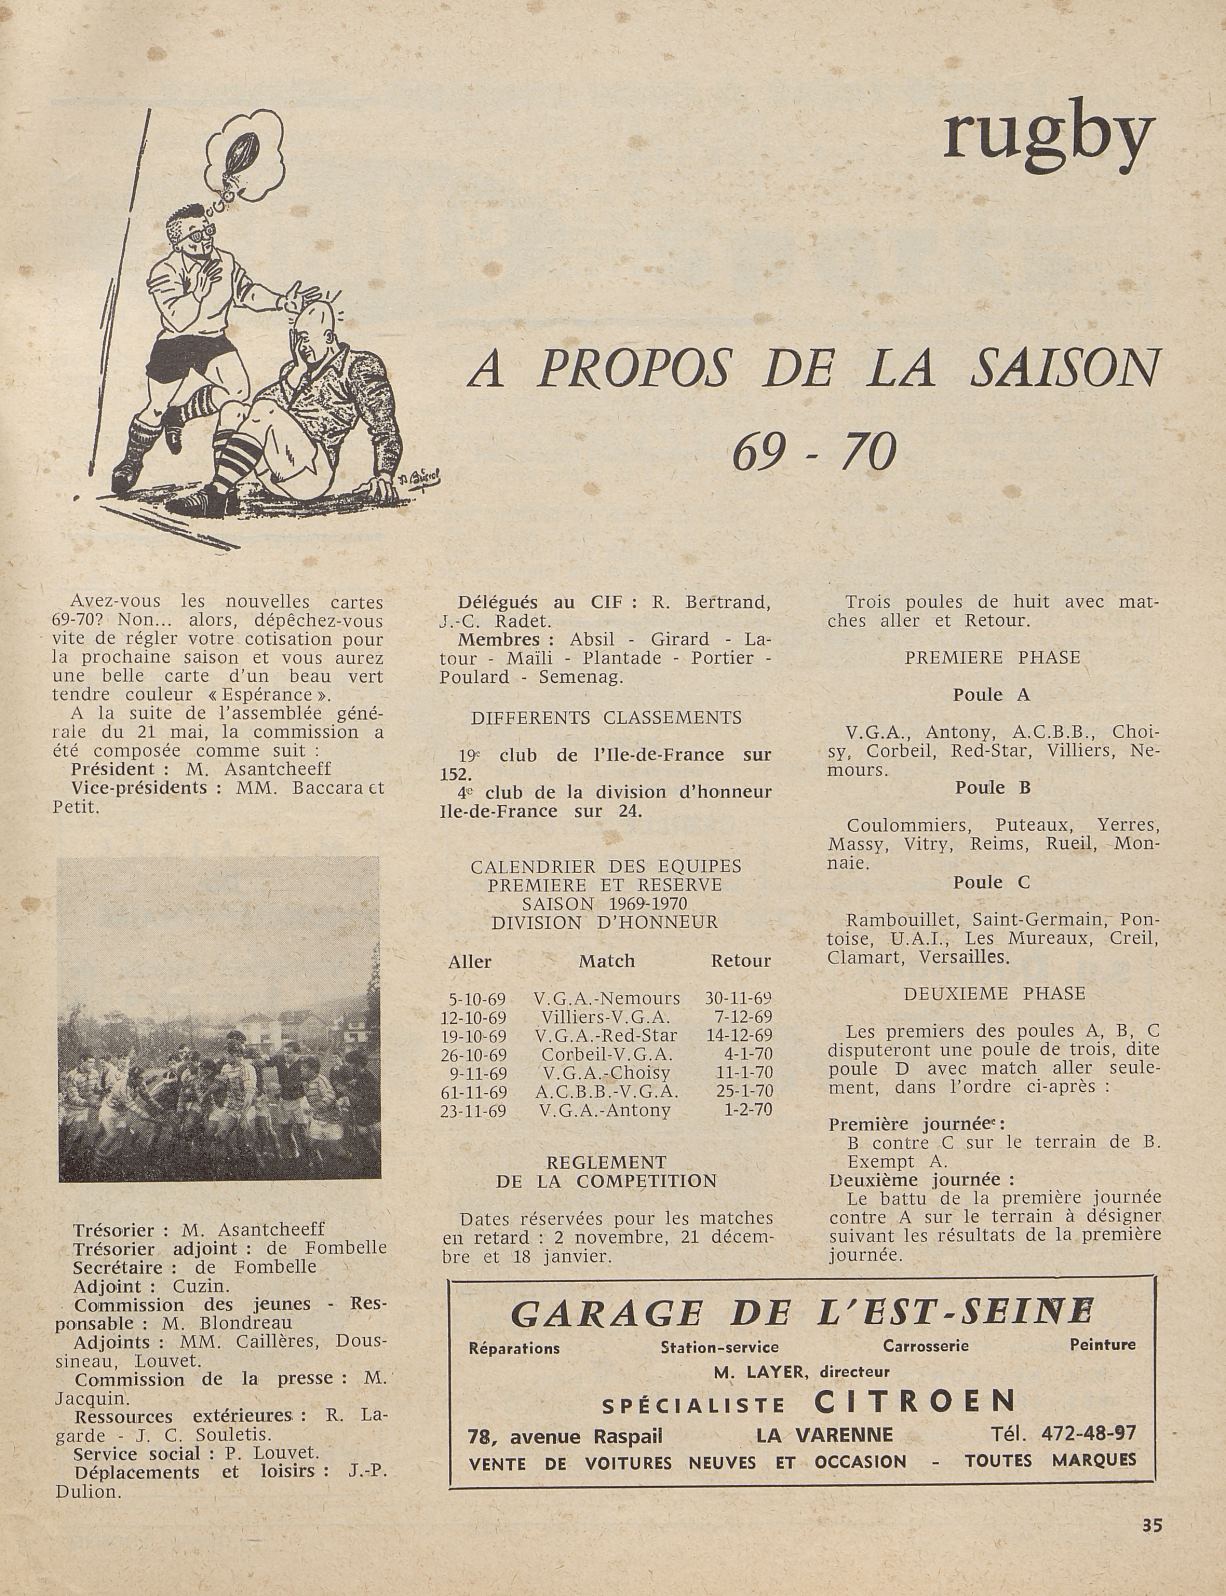 rugby
A PROPOS DE LA SAISON
69 - 70
Avez-vous les nouvelles cartes
69-70? Non... alors, dépêchez-vous
vite de régler votre cotisation pour
la prochaine saison et vous aurez
une belle carte d'un beau vert
tendre couleur « Espérance ».
A la suite de l'assemblée géné-
rale du 21 mai, la commission a
été composée comme suit :
Président : M. Asantcheeff
Vice-présidents : MM. Baccara et
Petit.
Trésorier : M. Asantcheeff
Trésorier adjoint : de Fombelle
Secrétaire : de Fombelle
Adjoint : Cuzin.
Commission des jeunes - Res-
ponsable : M. Blondreau
Adjoints : MM. Caillères, Dous-
sineau, Louvet.
Commission de la presse : M.
Jacquin.
Ressources extérieures : R. La-
garde - J. C. Souletis.
Service social : P. Louvet.
Déplacements et loisirs : J.-P.
Dulion.
Délégués au CIF : R. Bertrand,
J.-C. Radet.
Membres : Absil - Girard - La-
tour - Maïli - Plantade - Portier -
Poulard - Semenag.
DIFFERENTS CLASSEMENTS
19e club de l'Ile-de-France sur
152.
4e club de la division d'honneur
Ile-de-France sur 24.
CALENDRIER DES EQUIPES
PREMIERE ET RESERVE
SAISON 1969-1970
DIVISION D'HONNEUR
Aller Match Retour
5-10-69 V.G.A.-Nemours 30-11-69
12-10-69 Villiers-V.G.A. 7-12-69
19-10-69 V.G.A.-Red-Star 14-12-69
26-10-69 Corbeil-V.G.A. 4-1-70
9-11-69 V.G.A.-Choisy 11-1-70
61-11-69 A.C.B.B.-V.G.A. 25-1-70
23-11-69 V.G.A.-Antony 1-2-70
REGLEMENT
DE LA COMPETITION
Dates réservées pour les matches
en retard : 2 novembre, 21 décem-
bre et 18 janvier.
Trois poules de huit avec mat-
ches aller et Retour.
PREMIERE PHASE
Poule A
V.G.A., Antony, A.C.B.B., Choi-
sy, Corbeil, Red-Star, Villiers, Ne-
mours.
Poule B
Coulommiers, Puteaux, Yerres,
Massy, Vitry, Reims, Rueil, Mon-
naie.
Poule C
Rambouillet, Saint-Germain, Pon-
toise, U.A.I., Les Mureaux, Creil,
Clamart, Versailles.
DEUXIEME PHASE
Les premiers des poules A, B, C
disputeront une poule de trois, dite
poule D avec match aller seule-
ment, dans l'ordre ci-après :
Première journéee :
B contre C sur le terrain de B.
Exempt A.
Deuxième journée :
Le battu de la première journée
contre A sur le terrain à désigner
suivant les résultats de la première
journée.
GARAGE DE L'EST-SEINE
Réparations Station-service Carrosserie Peinture
M. LAYER, directeur
SPÉCIALISTE CITROEN
78, avenue Raspail LA VARENNE Tél. 472-48-97
VENTE DE VOITURES NEUVES ET OCCASION - TOUTES MARQUES
35